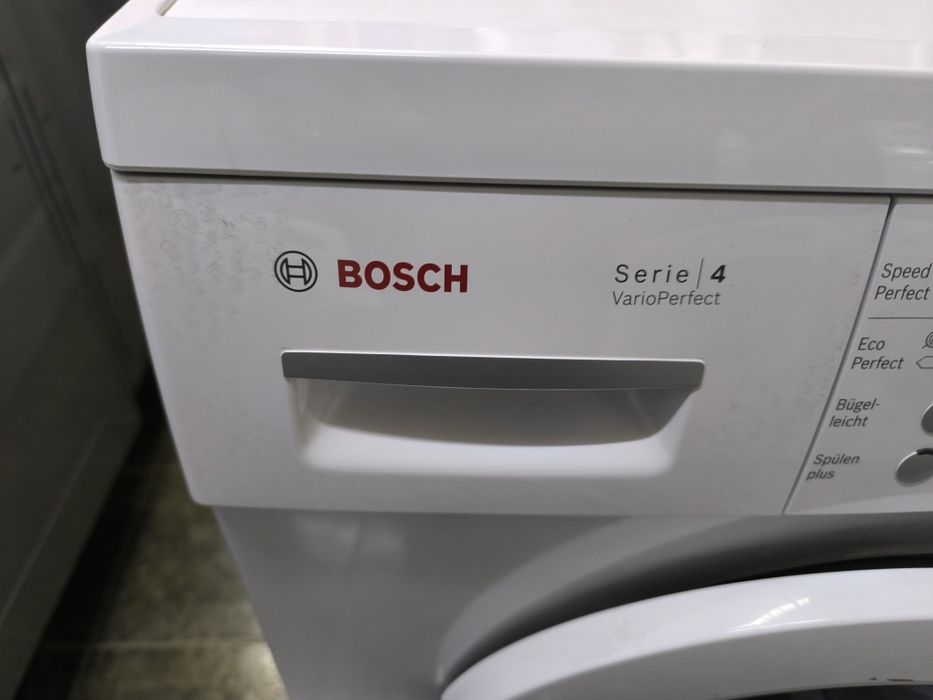 BOSCH
Serie | 4
VarioPerfect
Speed
Perfect
Eco
Perfect
Bügel-
leicht
Spülen
plus